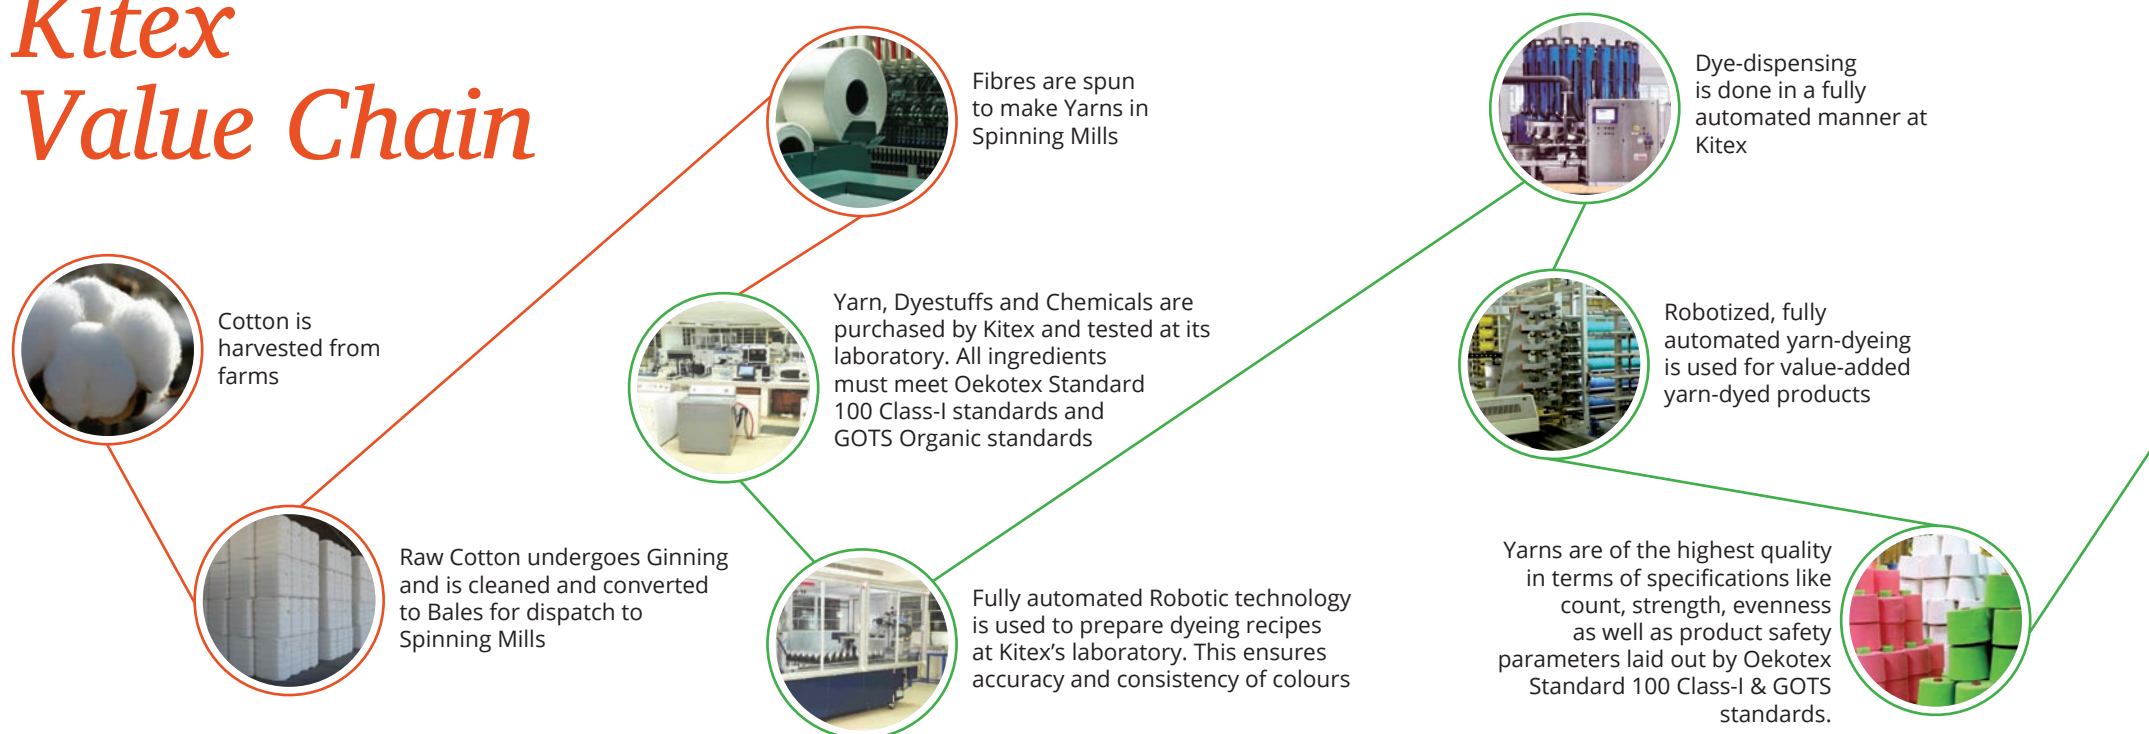 Kitex
Value Chain
Cotton is
harvested from
farms
Raw Cotton undergoes Ginning
and is cleaned and converted
to Bales for dispatch to
Spinning Mills
Fibres are spun
to make Yarns in
Spinning Mills
Yarn, Dyestuffs and Chemicals are
purchased by Kitex and tested at its
laboratory. All ingredients
must meet Oekotex Standard
100 Class-I standards and
GOTS Organic standards
Fully automated Robotic technology
is used to prepare dyeing recipes
at Kitex’s laboratory. This ensures
accuracy and consistency of colours
Dye-dispensing
is done in a fully
automated manner at
Kitex
Robotized, fully
automated yarn-dyeing
is used for value-added
yarn-dyed products
Yarns are of the highest quality
in terms of specifications like
count, strength, evenness
as well as product safety
parameters laid out by Oekotex
Standard 100 Class-I & GOTS
standards.